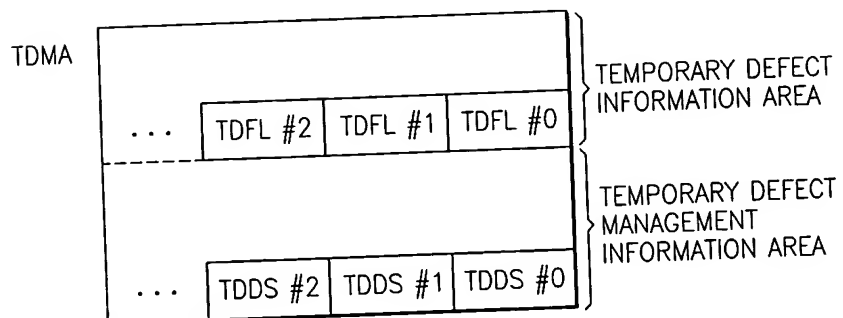 TDMA
TEMPORARY DEFECT
INFORMATION AREA
... TDFL #2 TDFL #1 TDFL #0
TEMPORARY DEFECT
MANAGEMENT
INFORMATION AREA
... TDDS #2 TDDS #1 TDDS #0